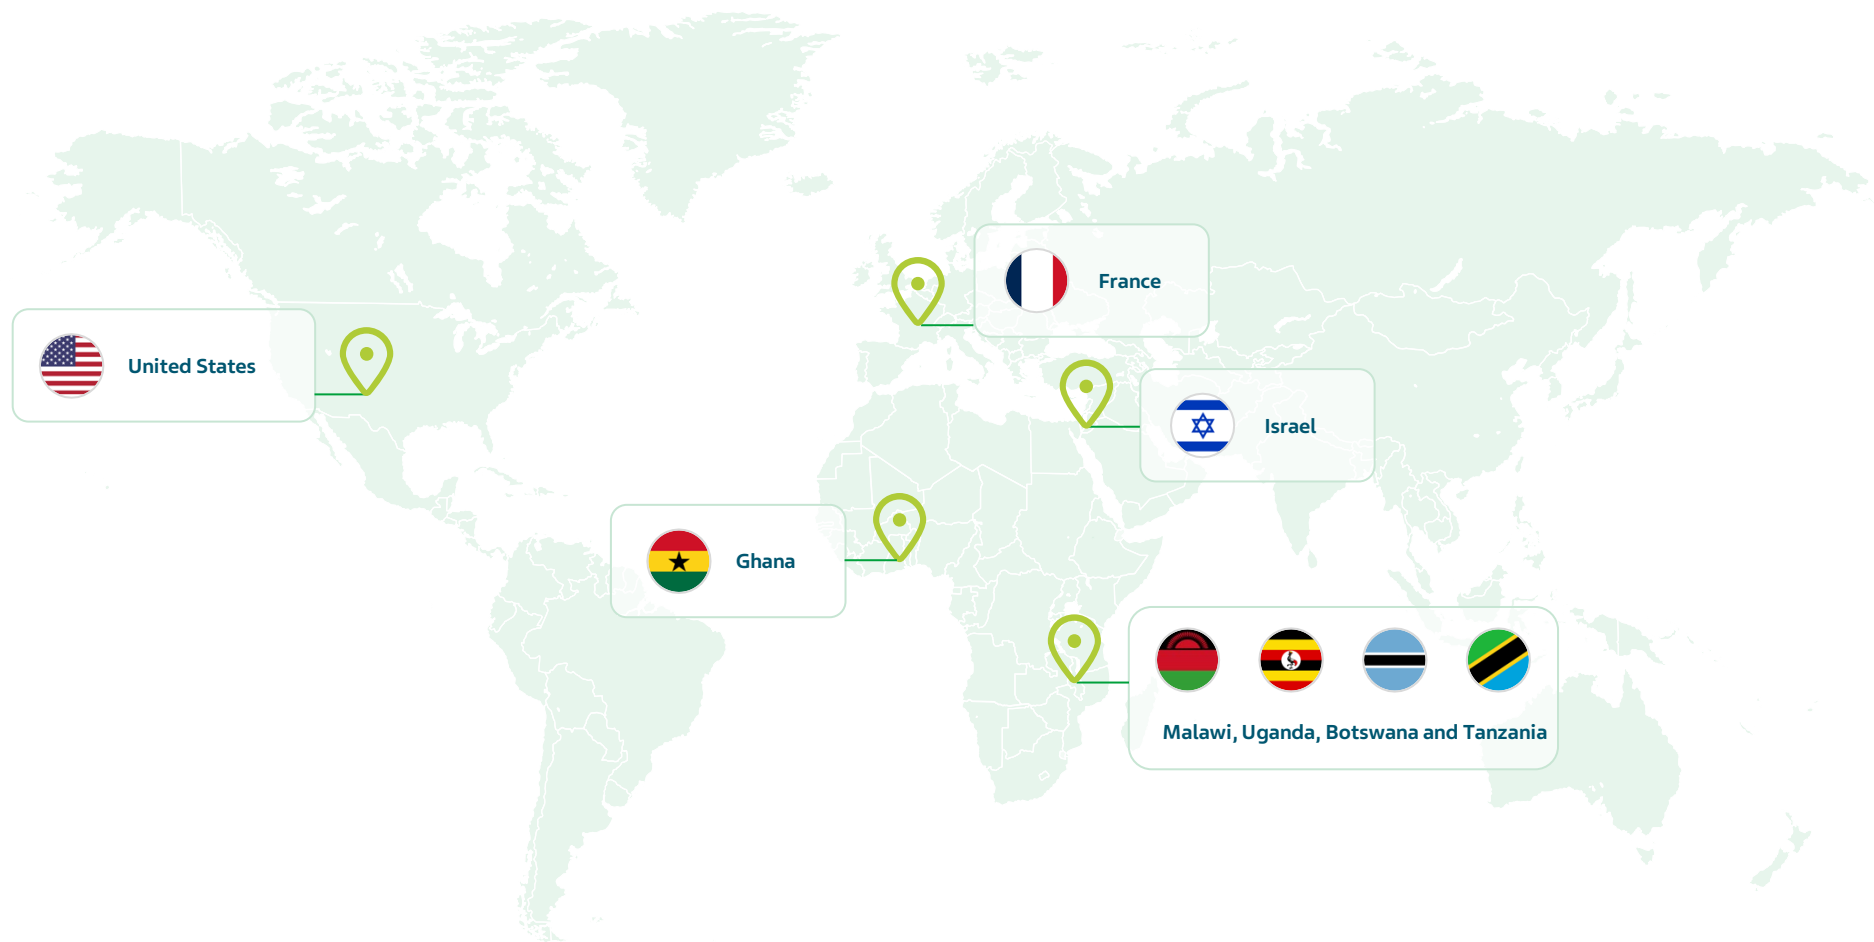 France
United States
Israel
Ghana
Malawi, Uganda, Botswana and Tanzania